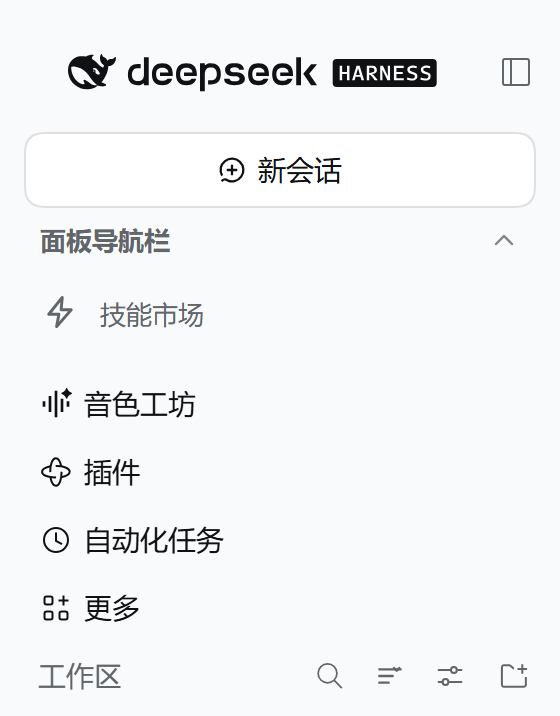 deepseek HARNESS
新会话
面板导航栏
技能市场
音色工坊
插件
自动化任务
更多
工作区